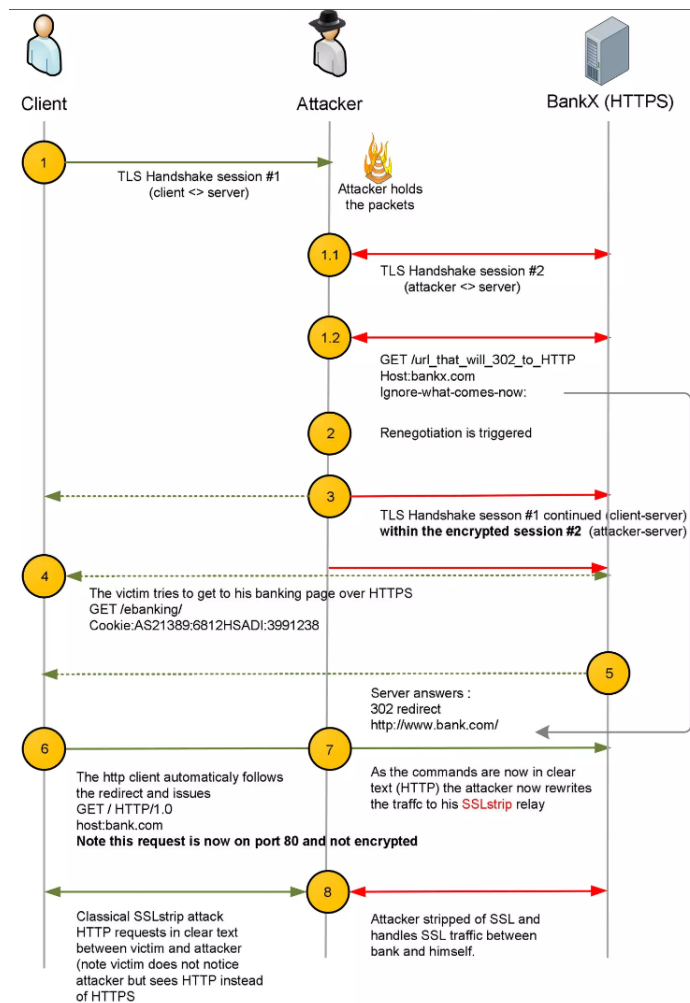 Client
Attacker
BankX (HTTPS)
1
TLS Handshake session #1
(client <> server)
Attacker holds
the packets
1.1
TLS Handshake session #2
(attacker <> server)
1.2
GET /url_that_will_302_to_HTTP
Host:bankx.com
Ignore-what-comes-now:
2
Renegotiation is triggered
3
TLS Handshake sesson #1 continued (client-server)
within the encrypted session #2 (attacker-server)
4
The victim tries to get to his banking page over HTTPS
GET /ebanking/
Cookie:AS21389:6812HSADI:3991238
5
Server answers :
302 redirect
http://www.bank.com/
6
7
The http client automaticaly follows
the redirect and issues
GET / HTTP/1.0
host:bank.com
Note this request is now on port 80 and not encrypted
As the commands are now in clear
text (HTTP) the attacker now rewrites
the traffc to his SSLstrip relay
8
Classical SSLstrip attack
HTTP requests in clear text
between victim and attacker
(note victim does not notice
attacker but sees HTTP instead
of HTTPS
Attacker stripped of SSL and
handles SSL traffic between
bank and himself.